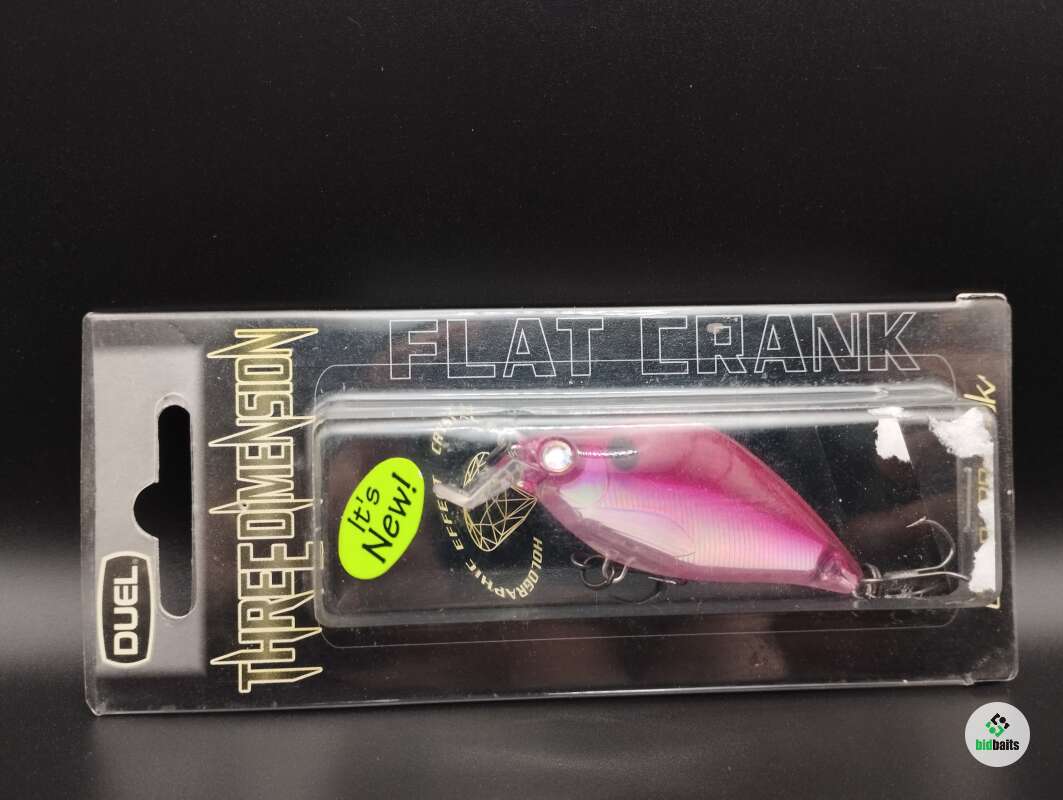 FLAT CRANK
THREE DIMENSION
DUEL®
It's
New!
HOLOGRAPHIC EFFECT
bidbaits